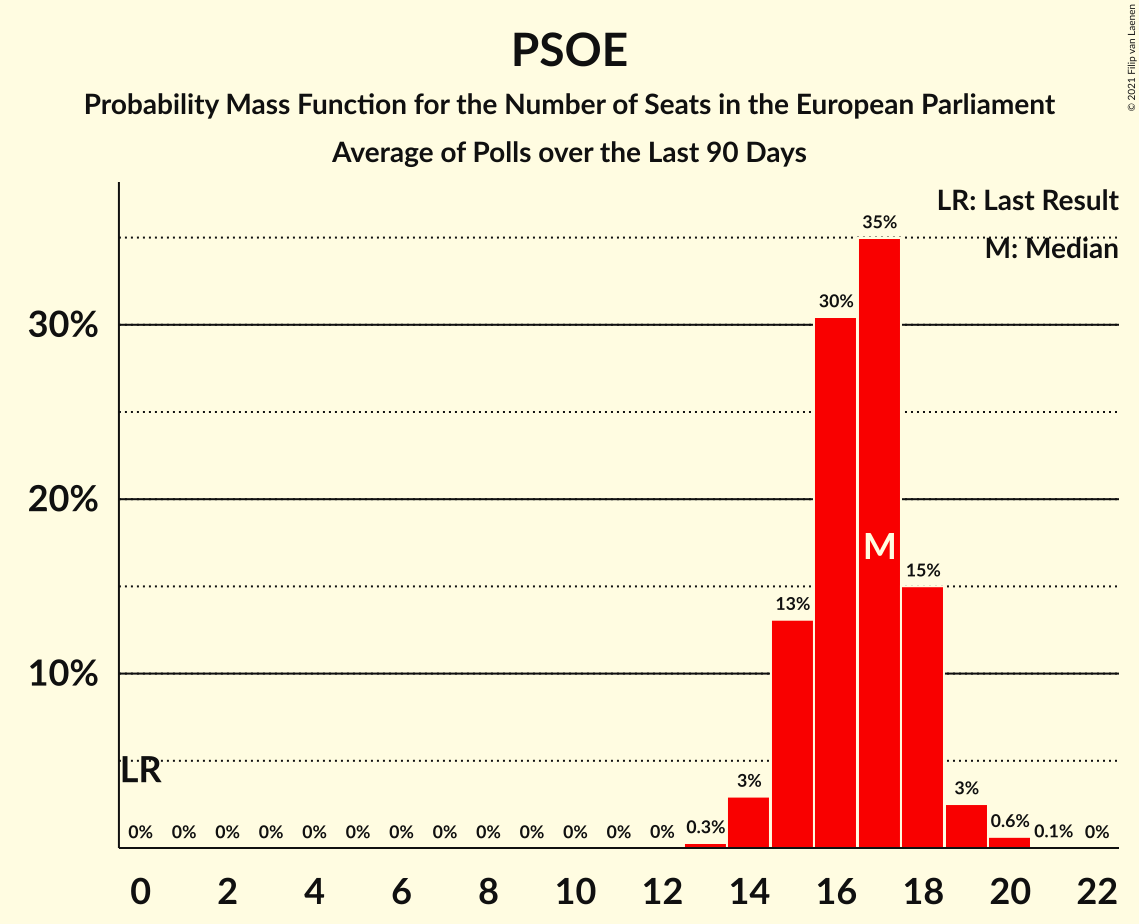 PSOE
Probability Mass Function for the Number of Seats in the European Parliament
Average of Polls over the Last 90 Days
© 2021 Filip van Laenen
LR: Last Result
M: Median
35%
30%
30%
20%
M
15%
13%
10%
LR
3%
3%
0% 0% 0% 0% 0% 0% 0% 0% 0% 0% 0% 0% 0% 0.3% 0.6% 0.1% 0%
0 2 4 6 8 10 12 14 16 18 20 22